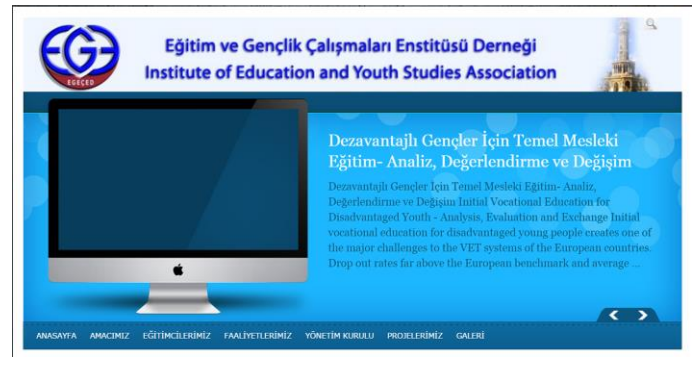 EGE
EGEÇED
Eğitim ve Gençlik Çalışmaları Enstitüsü Derneği
Institute of Education and Youth Studies Association
Dezavantajlı Gençler İçin Temel Mesleki
Eğitim- Analiz, Değerlendirme ve Değişim
Dezavantajlı Gençler İçin Temel Mesleki Eğitim- Analiz,
Değerlendirme ve Değişim Initial Vocational Education for
Disadvantaged Youth - Analysis, Evaluation and Exchange Initial
vocational education for disadvantaged young people creates one of
the major challenges to the VET systems of the European countries.
Drop out rates far above the European benchmark and average ...
ANASAYFA AMACIMIZ EĞİTİMCİLERİMİZ FAALİYETLERİMİZ YÖNETİM KURULU PROJELERİMİZ GALERİ